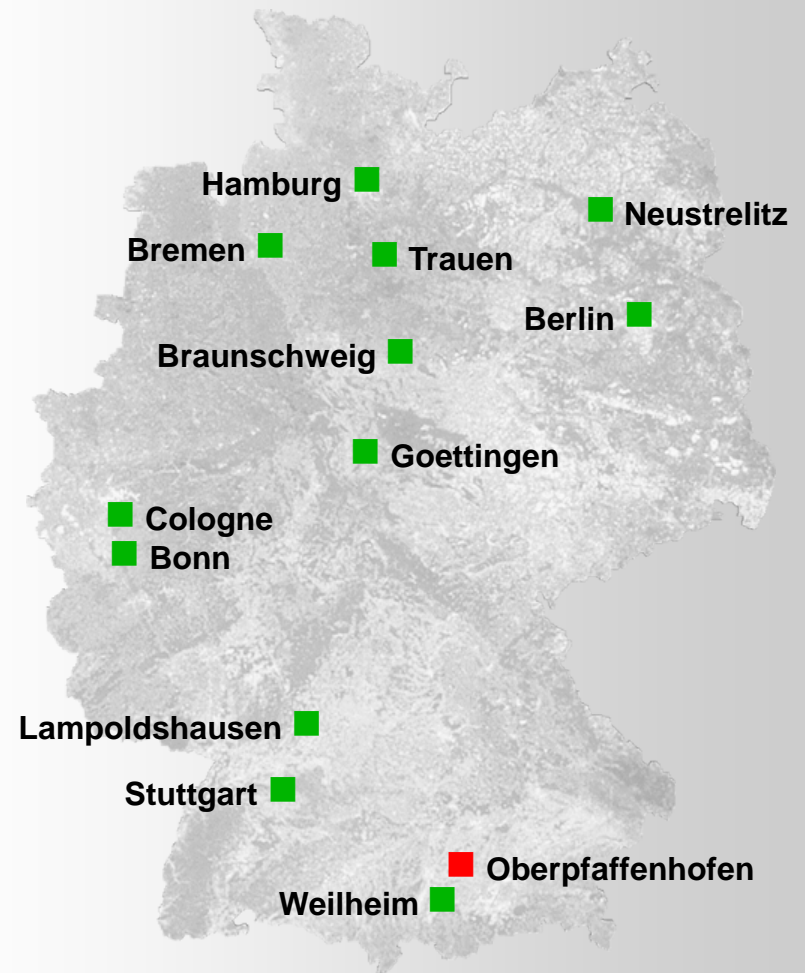 Hamburg
Neustrelitz
Bremen
Trauen
Berlin
Braunschweig
Goettingen
Cologne
Bonn
Lampoldshausen
Stuttgart
Oberpfaffenhofen
Weilheim